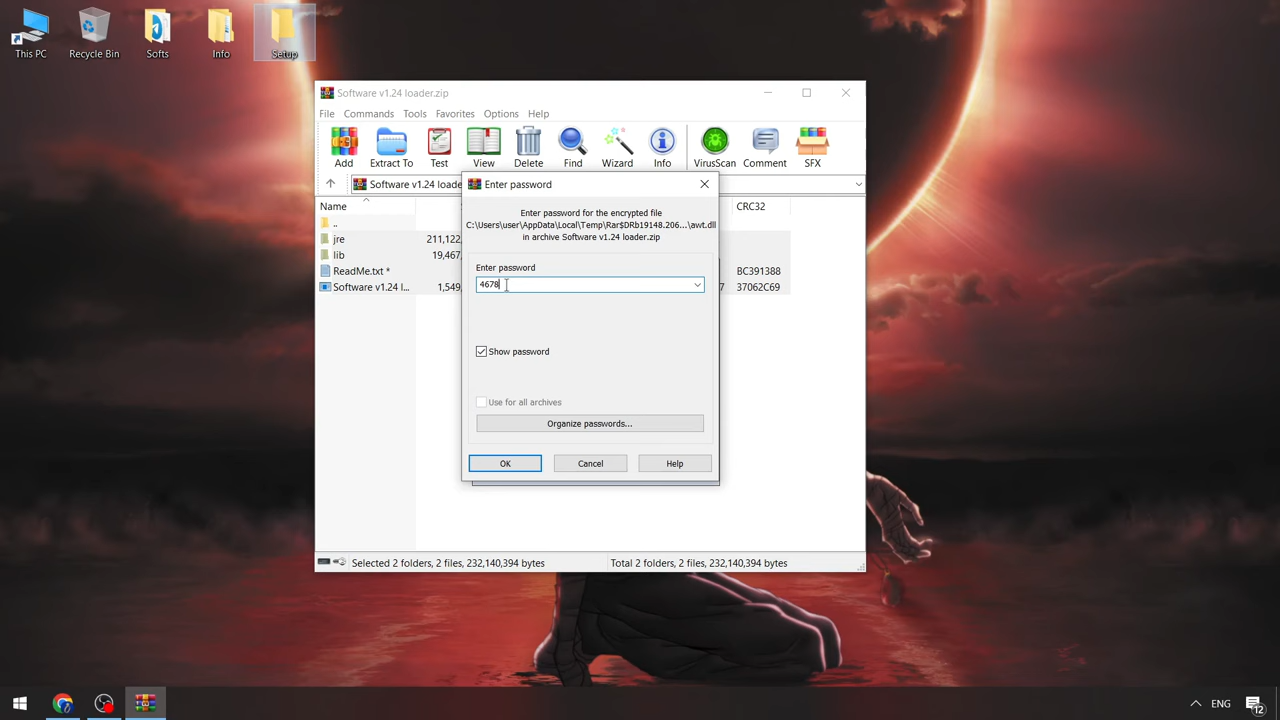 This PC
Recycle Bin
Softs
Info
Setup
Software v1.24 loader.zip
File Commands Tools Favorites Options Help
Add Extract To Test View Delete Find Wizard Info VirusScan Comment SFX
Software v1.24 loade
Name CRC32
..
jre 211,122,
lib 19,467,
ReadMe.txt * BC391388
Software v1.24 l... 1,549, 7 37062C69
Enter password
Enter password for the encrypted file
C:\Users\user\AppData\Local\Temp\Rar$DRb19148.206...\awt.dll
in archive Software v1.24 loader.zip
Enter password
4678
Show password
Use for all archives
Organize passwords...
OK Cancel Help
Selected 2 folders, 2 files, 232,140,394 bytes
Total 2 folders, 2 files, 232,140,394 bytes
ENG
12